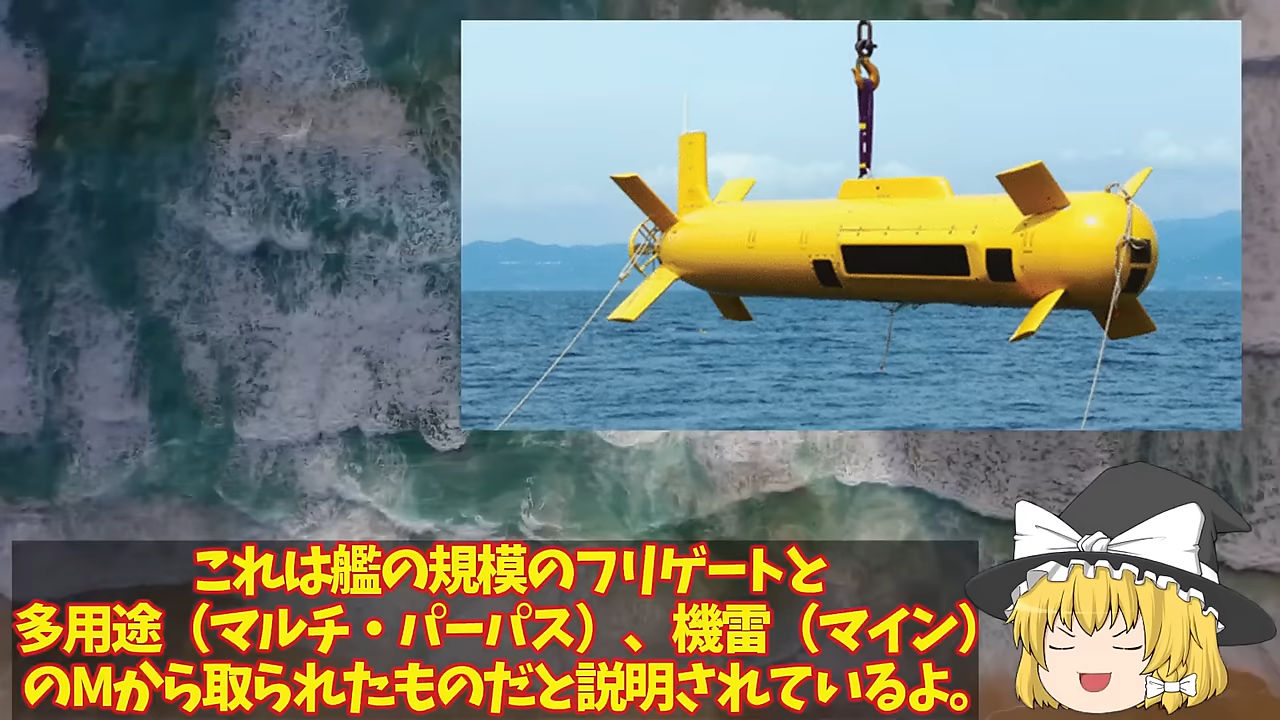 これは艦の規模のフリゲートと
多用途（マルチ・パーパス）、機雷（マイン）
のMから取られたものだと説明されているよ。